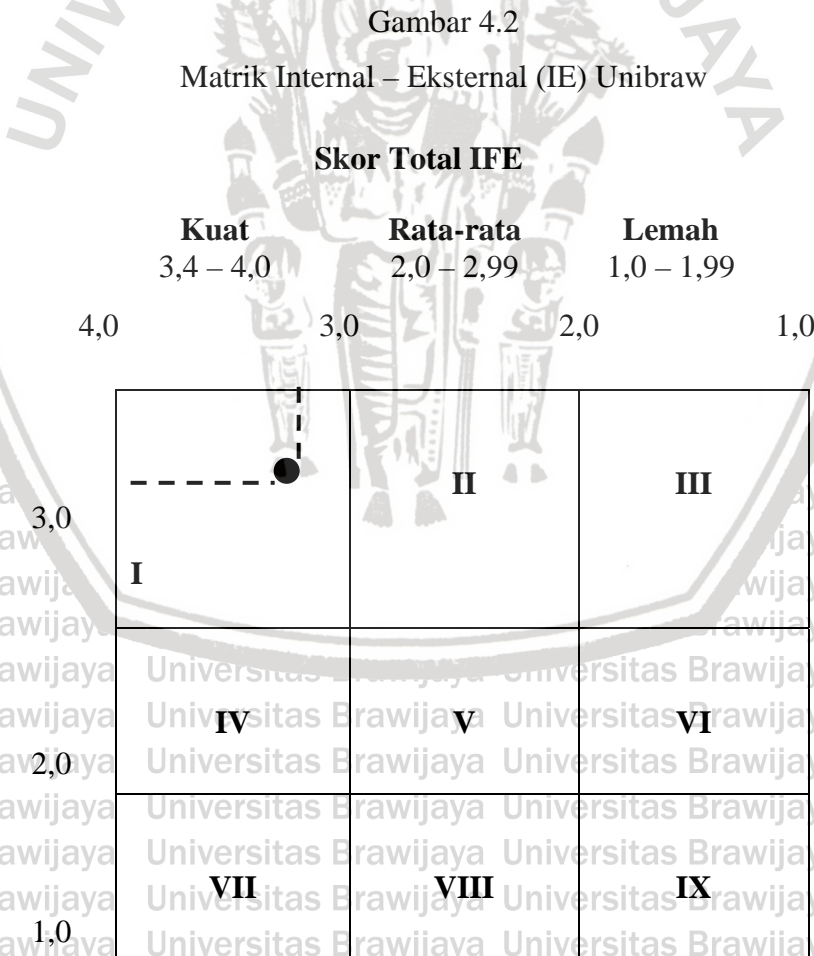 Gambar 4.2
Matrik Internal – Eksternal (IE) Unibraw
Skor Total IFE
Kuat Rata-rata Lemah
3,4 – 4,0 2,0 – 2,99 1,0 – 1,99
4,0 3,0 2,0 1,0
II III
3,0
I
IV V VI
2,0
VII VIII IX
1,0